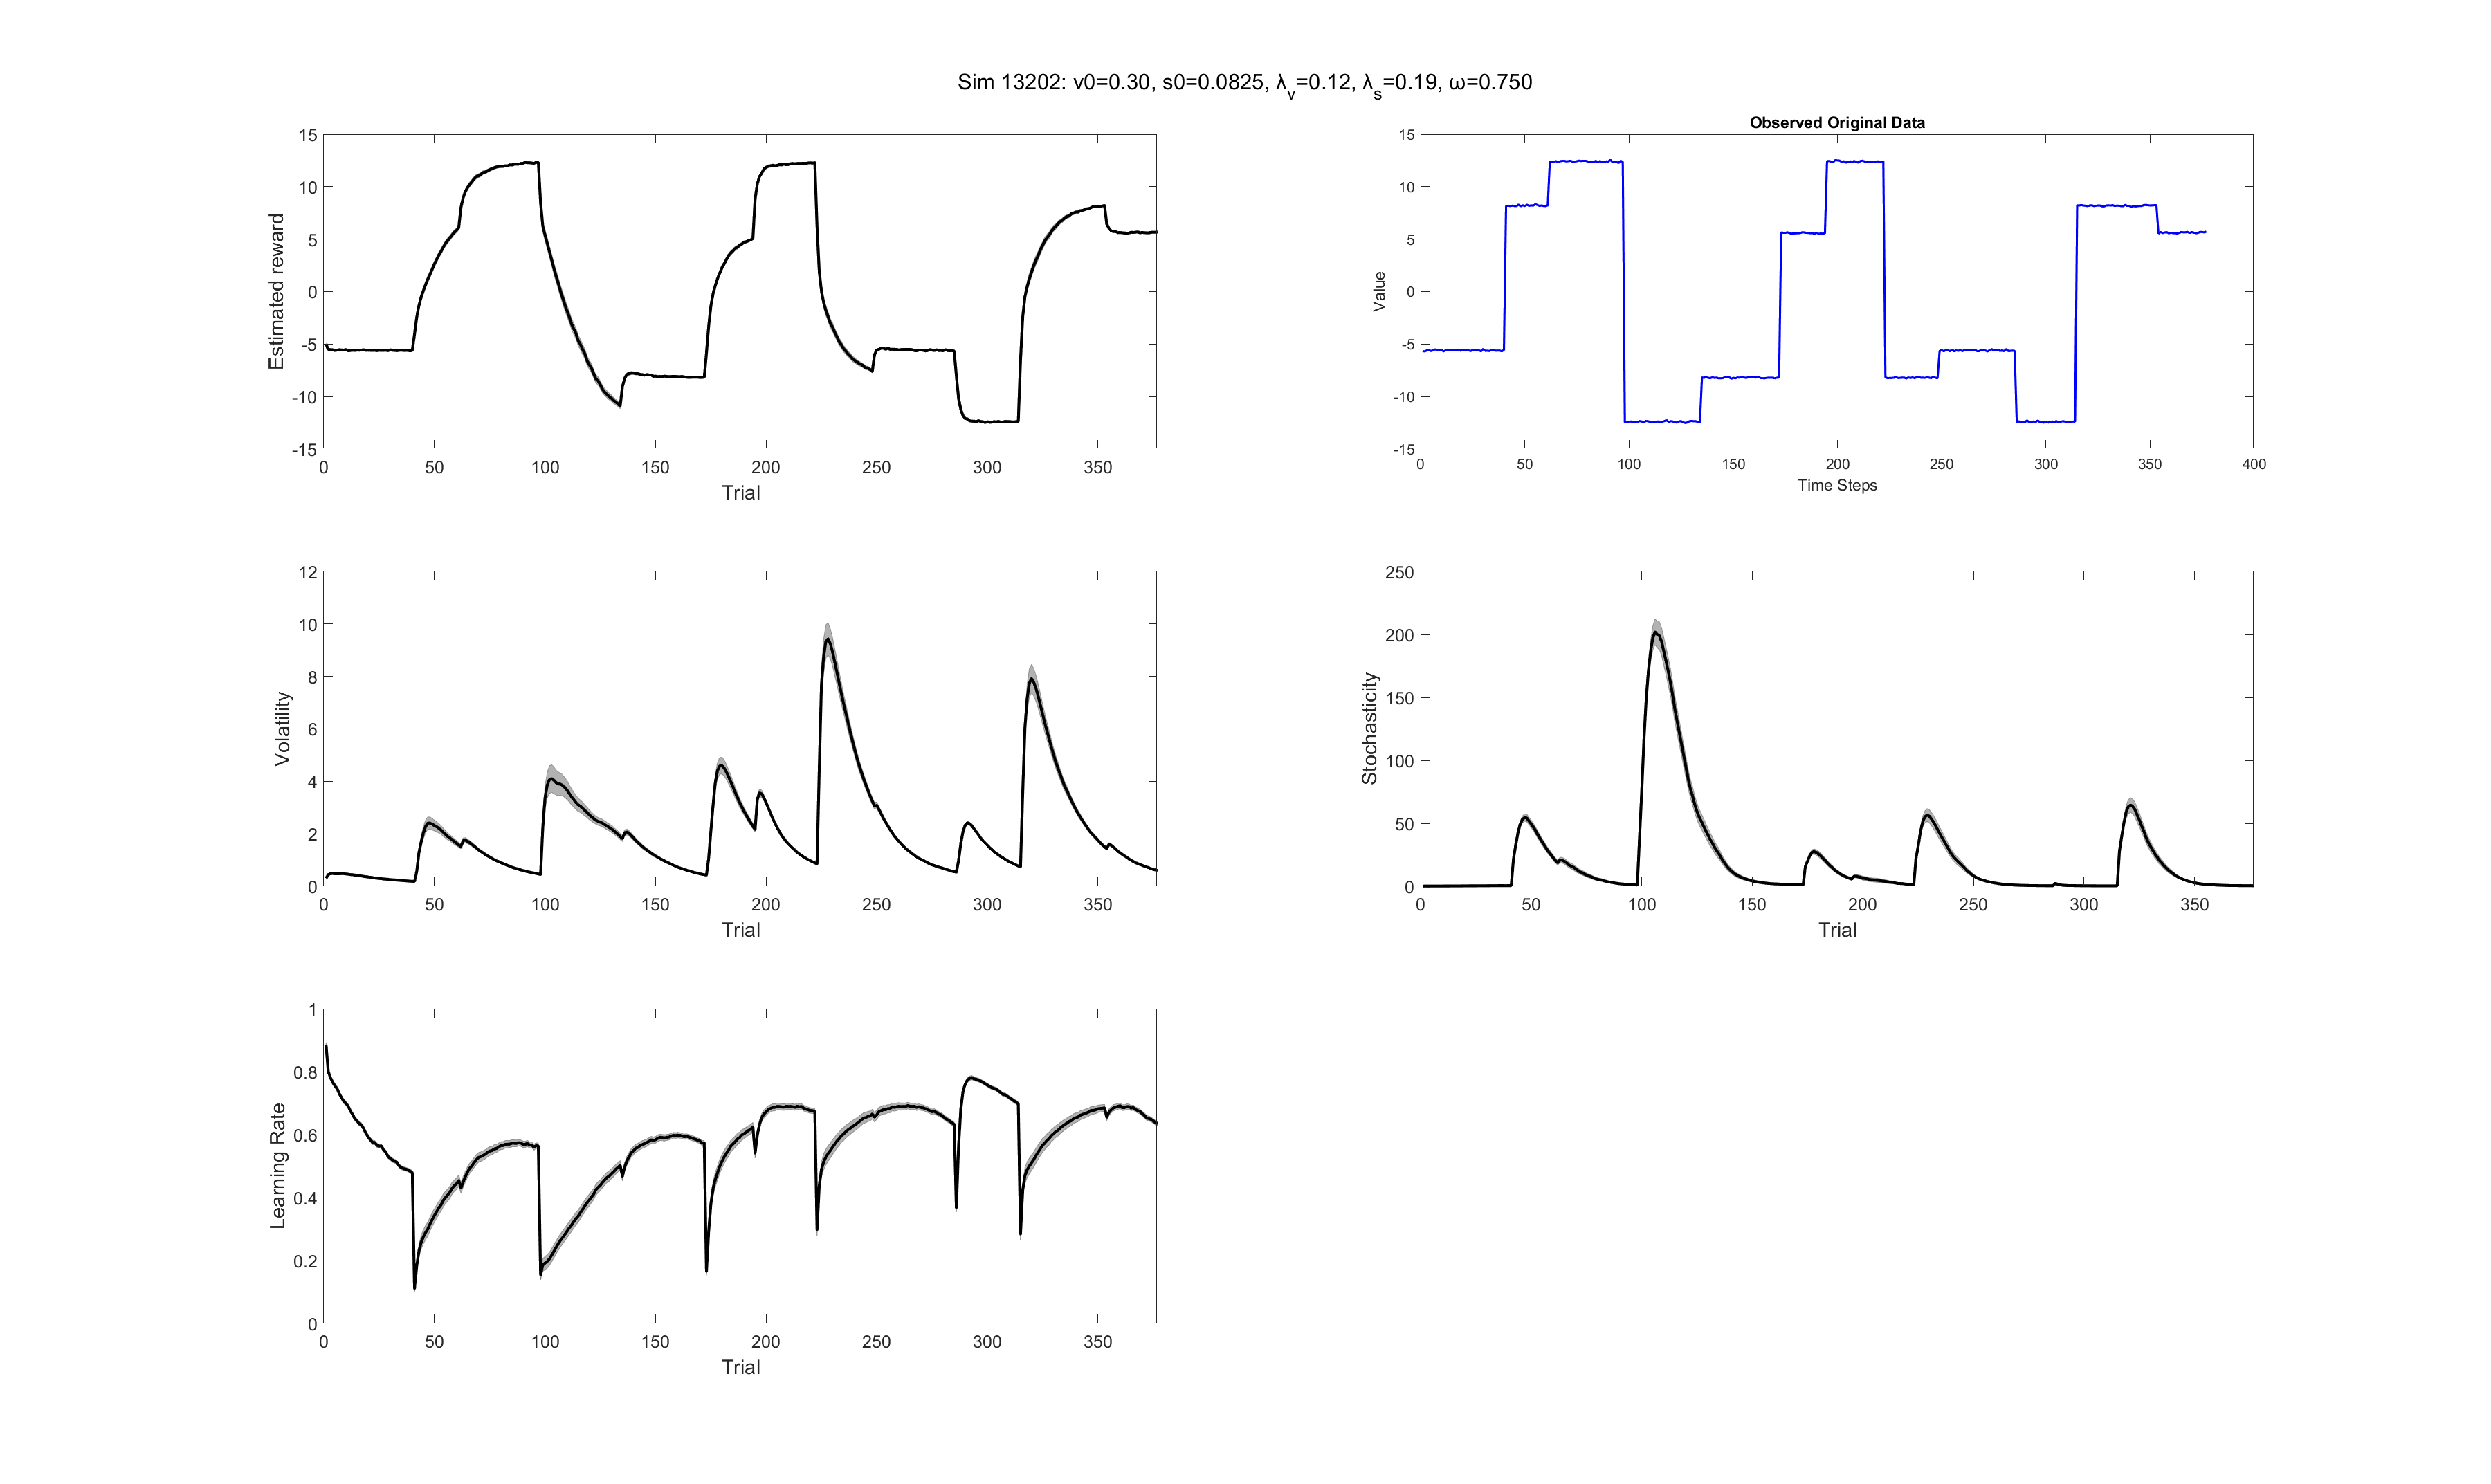 Sim 13202: v0=0.30, s0=0.0825, λv=0.12, λs=0.19, ω=0.750
15
10
5
0
-5
-10
-15
Estimated reward
0 50 100 150 200 250 300 350
Trial
Observed Original Data
15
10
5
0
-5
-10
-15
Value
0 50 100 150 200 250 300 350 400
Time Steps
12
10
8
6
4
2
0
Volatility
0 50 100 150 200 250 300 350
Trial
250
200
150
100
50
0
Stochasticity
0 50 100 150 200 250 300 350
Trial
1
0.8
0.6
0.4
0.2
0
Learning Rate
0 50 100 150 200 250 300 350
Trial